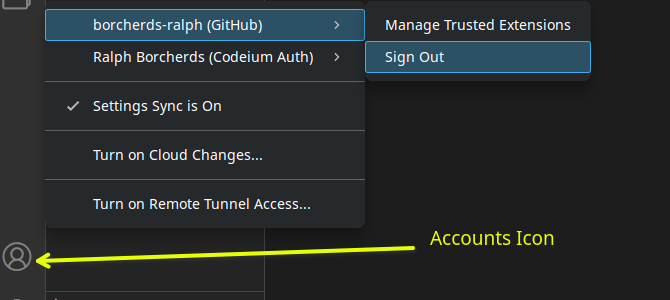 borcherds-ralph (GitHub)
Ralph Borcherds (Codeium Auth)
Settings Sync is On
Turn on Cloud Changes...
Turn on Remote Tunnel Access...
Manage Trusted Extensions
Sign Out
Accounts Icon